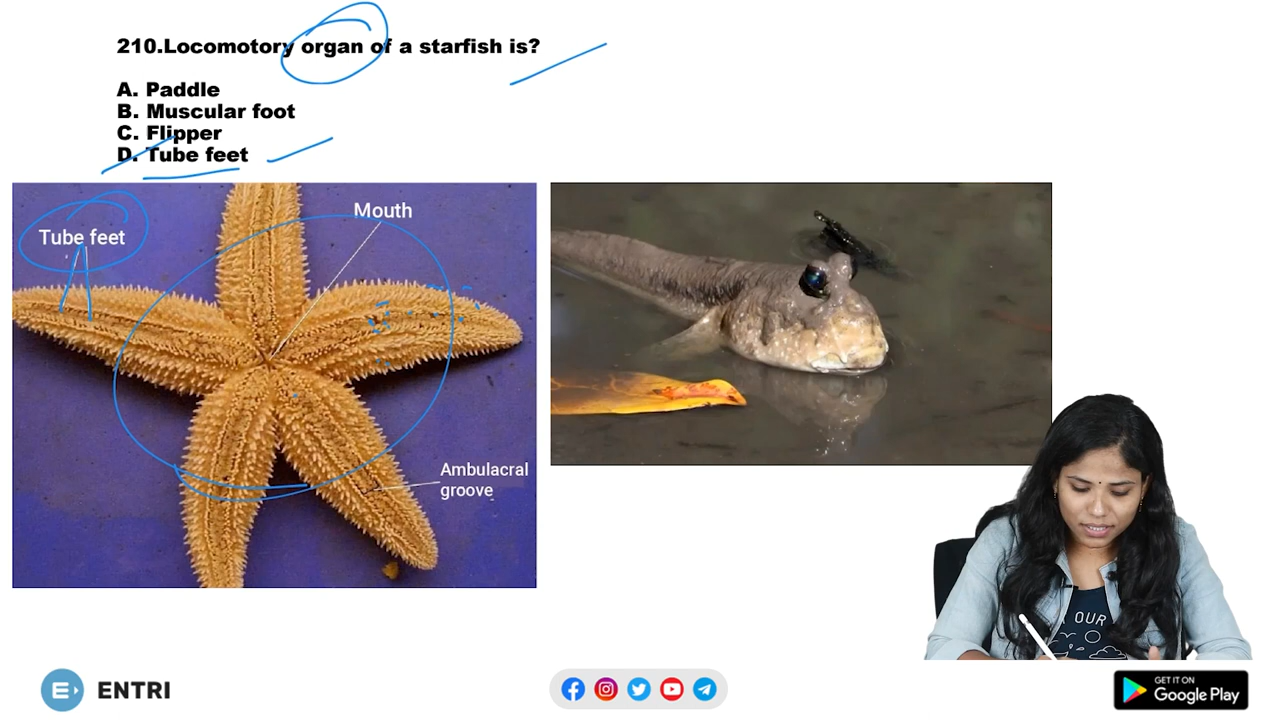 210.Locomotory organ of a starfish is?
A. Paddle
B. Muscular foot
C. Flipper
D. Tube feet
Tube feet
Mouth
Ambulacral
groove
OUR
E
ENTRI
GET IT ON
Google Play